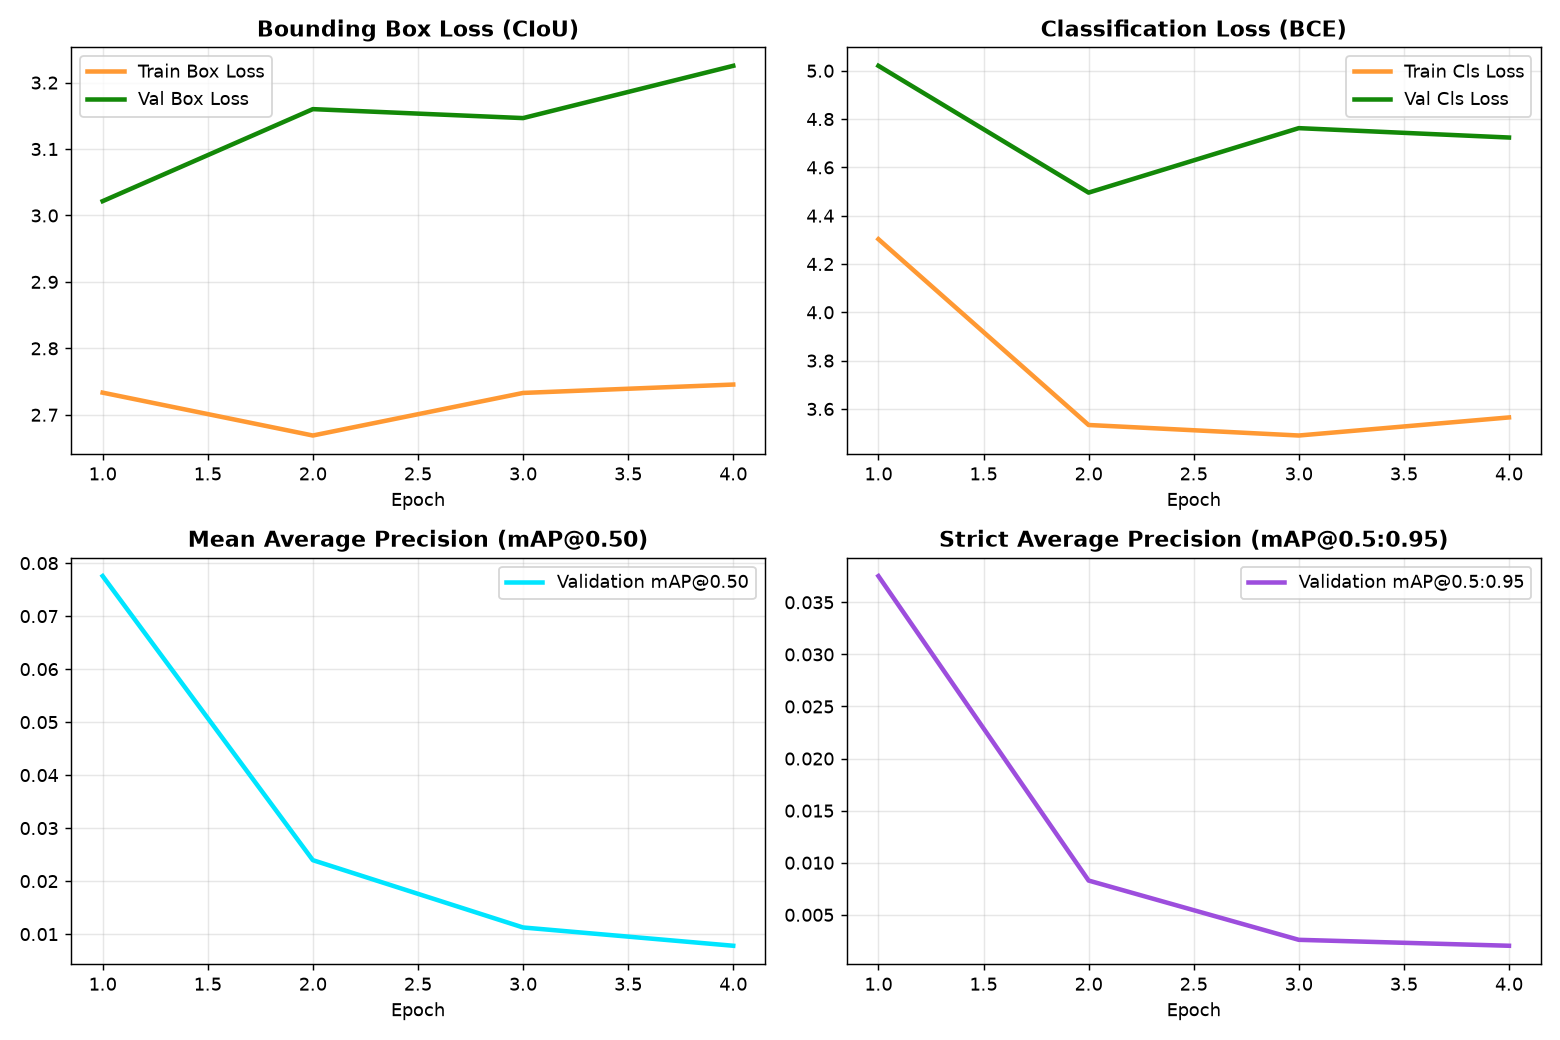 Bounding Box Loss (CIoU)
Train Box Loss
Val Box Loss
3.2
3.1
3.0
2.9
2.8
2.7
1.0 1.5 2.0 2.5 3.0 3.5 4.0
Epoch
Classification Loss (BCE)
Train Cls Loss
Val Cls Loss
5.0
4.8
4.6
4.4
4.2
4.0
3.8
3.6
1.0 1.5 2.0 2.5 3.0 3.5 4.0
Epoch
Mean Average Precision (mAP@0.50)
Validation mAP@0.50
0.08
0.07
0.06
0.05
0.04
0.03
0.02
0.01
1.0 1.5 2.0 2.5 3.0 3.5 4.0
Epoch
Strict Average Precision (mAP@0.5:0.95)
Validation mAP@0.5:0.95
0.035
0.030
0.025
0.020
0.015
0.010
0.005
1.0 1.5 2.0 2.5 3.0 3.5 4.0
Epoch